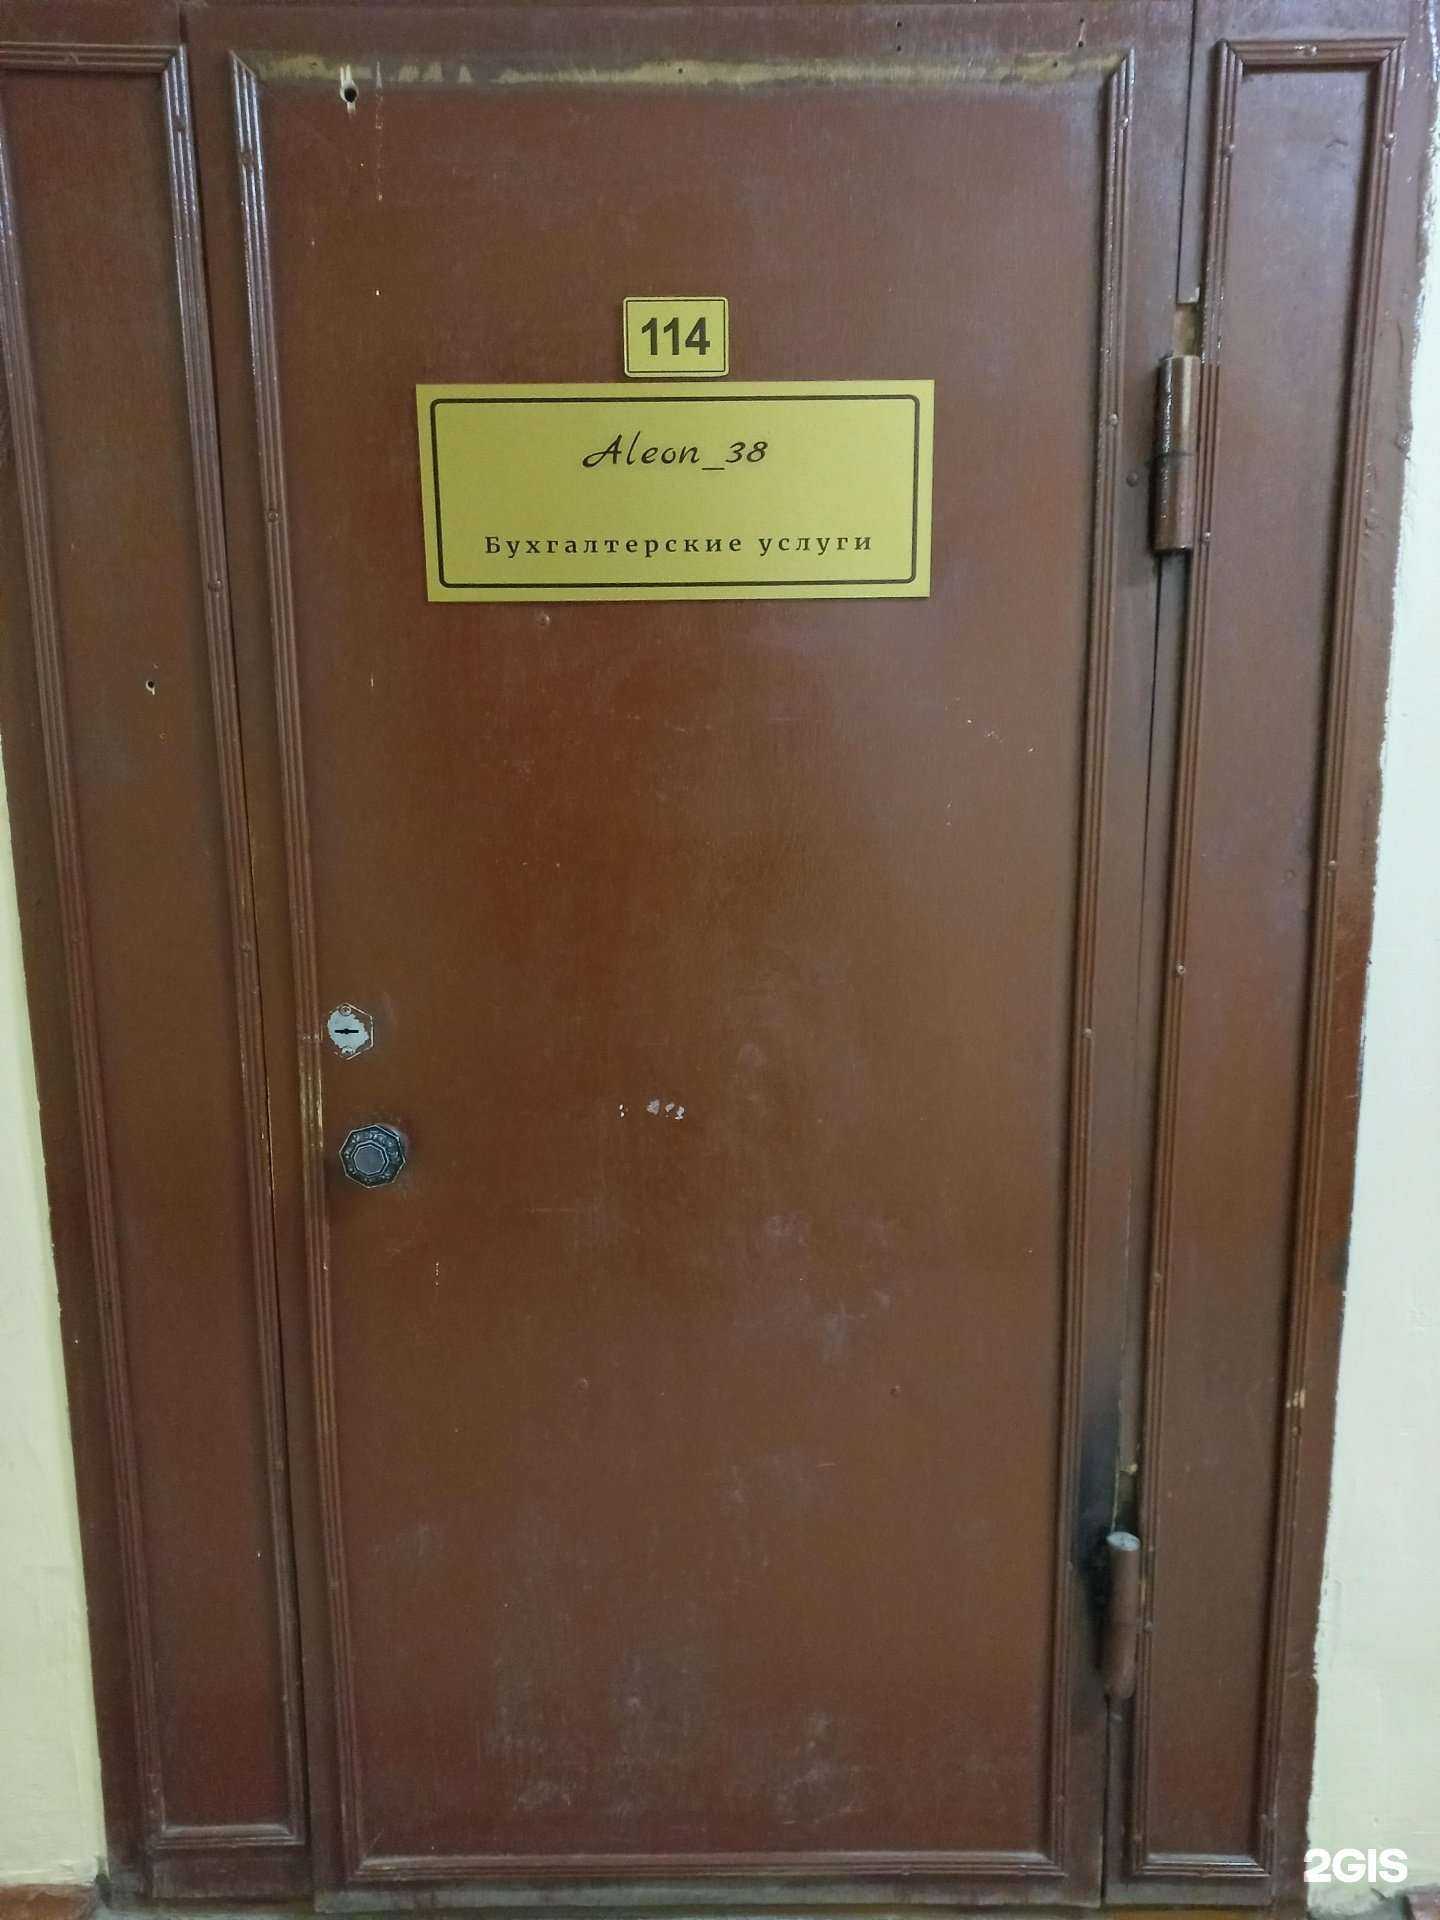 114
Aleon_38
Бухгалтерские услуги
2GIS